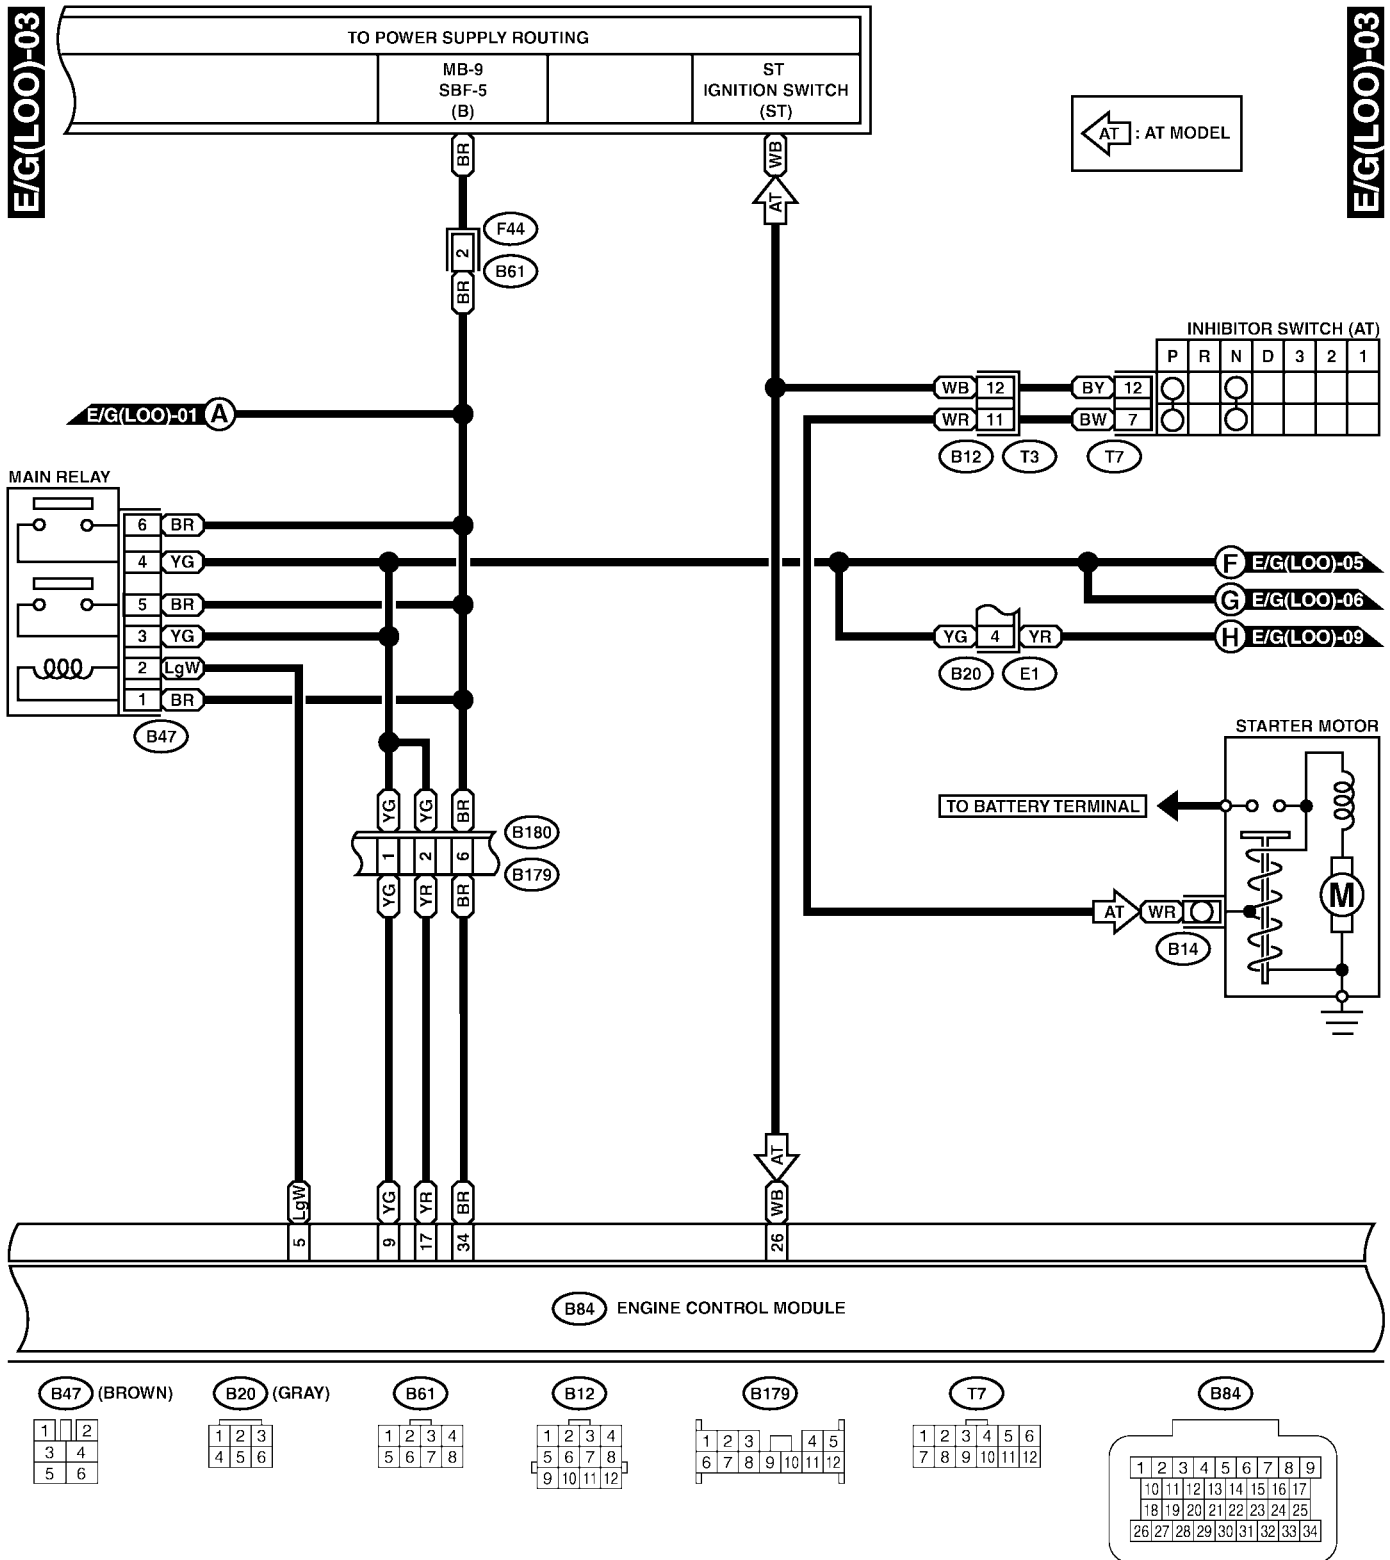 E/G(LOO)-03
E/G(LOO)-03
TO POWER SUPPLY ROUTING
MB-9
SBF-5
(B)
ST
IGNITION SWITCH
(ST)
AT : AT MODEL
BR
WB
AT
F44
2
B61
BR
INHIBITOR SWITCH (AT)
P R N D 3 2 1
WB 12 BY 12
WR 11 BW 7
B12 T3 T7
E/G(LOO)-01 A
MAIN RELAY
6 BR
4 YG
5 BR
3 YG
2 LgW
1 BR
B47
F E/G(LOO)-05
G E/G(LOO)-06
YG 4 YR H E/G(LOO)-09
B20 E1
STARTER MOTOR
TO BATTERY TERMINAL
M
YG YG BR
B180
1 2 6
B179
YG YR BR
AT WR
B14
AT
LgW YG YR BR WB
5 9 17 34 26
B84 ENGINE CONTROL MODULE
B47 (BROWN) B20 (GRAY) B61 B12 B179 T7 B84
1 2
3 4
5 6
1 2 3
4 5 6
1 2 3 4
5 6 7 8
1 2 3 4
5 6 7 8
9 10 11 12
1 2 3 4 5
6 7 8 9 10 11 12
1 2 3 4 5 6
7 8 9 10 11 12
1 2 3 4 5 6 7 8 9
10 11 12 13 14 15 16 17
18 19 20 21 22 23 24 25
26 27 28 29 30 31 32 33 34